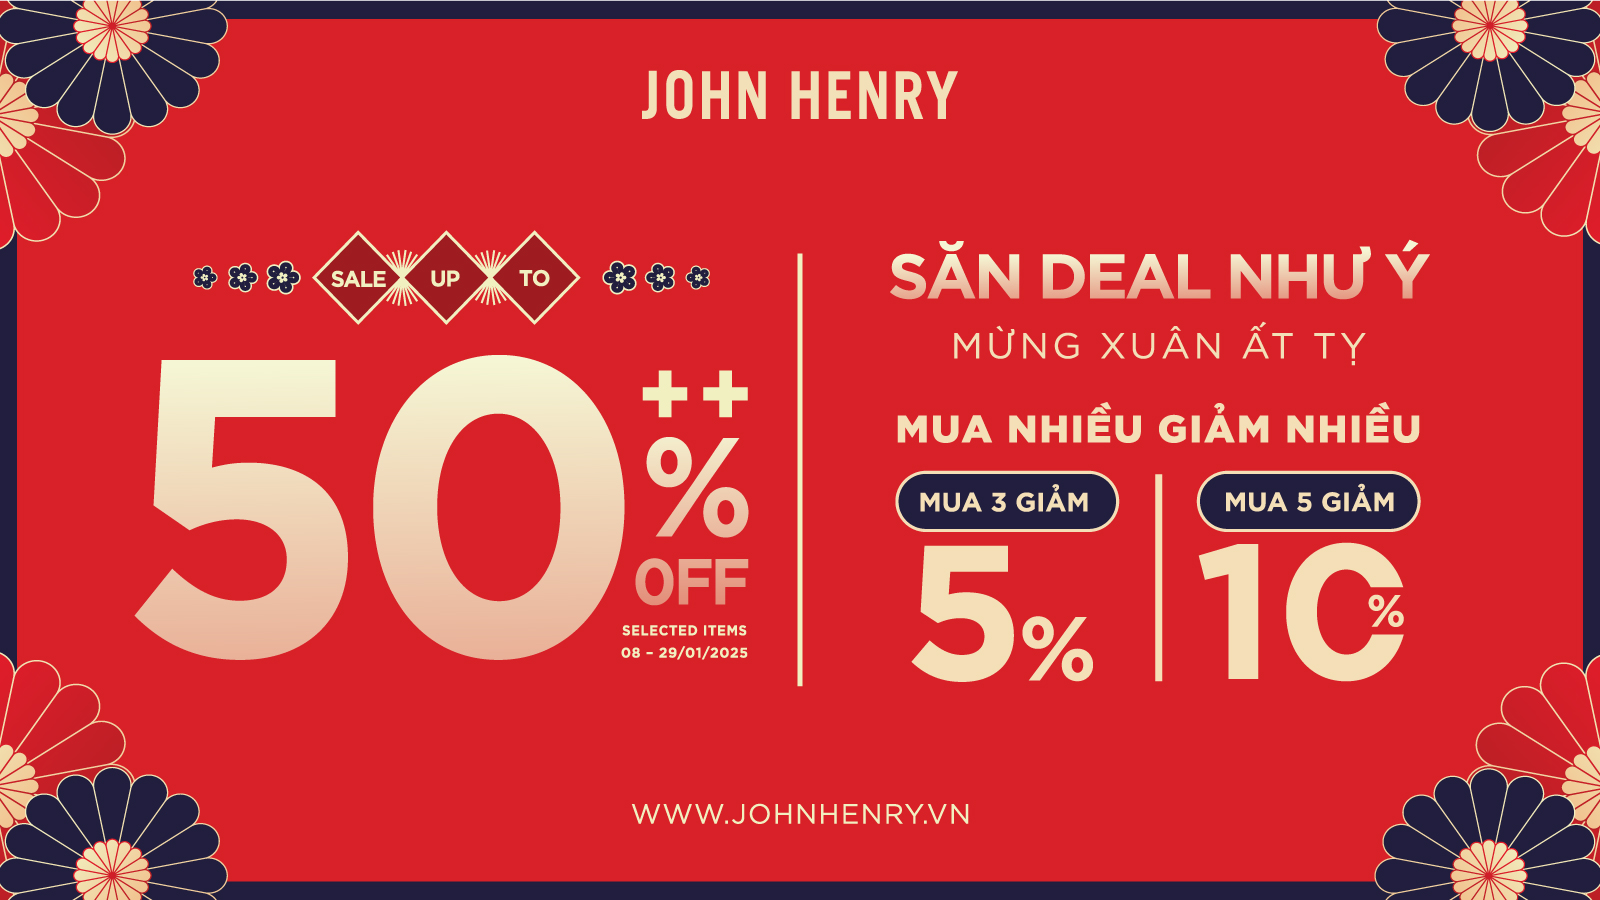 JOHN HENRY
SALE UP TO
50++% OFF
SELECTED ITEMS
08 – 29/01/2025
SĂN DEAL NHƯ Ý
MỪNG XUÂN ẤT TỴ
MUA NHIỀU GIẢM NHIỀU
MUA 3 GIẢM
5%
MUA 5 GIẢM
10%
WWW.JOHNHENRY.VN